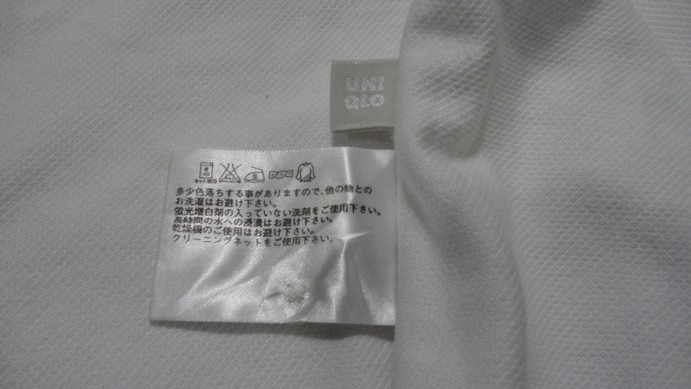 UNI
QLO
多少色落ちする事がありますので、他の物との
お洗濯はお避け下さい。
蛍光増白剤の入っていない洗剤をご使用下さい。
長時間の水への浸漬はお避け下さい。
乾燥機のご使用はお避け下さい。
クリーニングネットをご使用下さい。